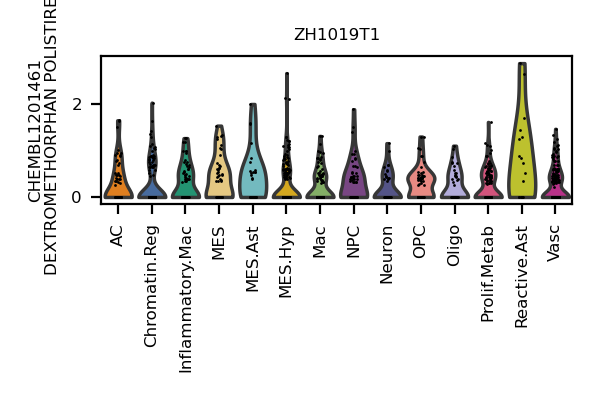 ZH1019T1
CHEMBL1201461
DEXTROMETHORPHAN POLISTIRE
2
0
AC
Chromatin.Reg
Inflammatory.Mac
MES
MES.Ast
MES.Hyp
Mac
NPC
Neuron
OPC
Oligo
Prolif.Metab
Reactive.Ast
Vasc